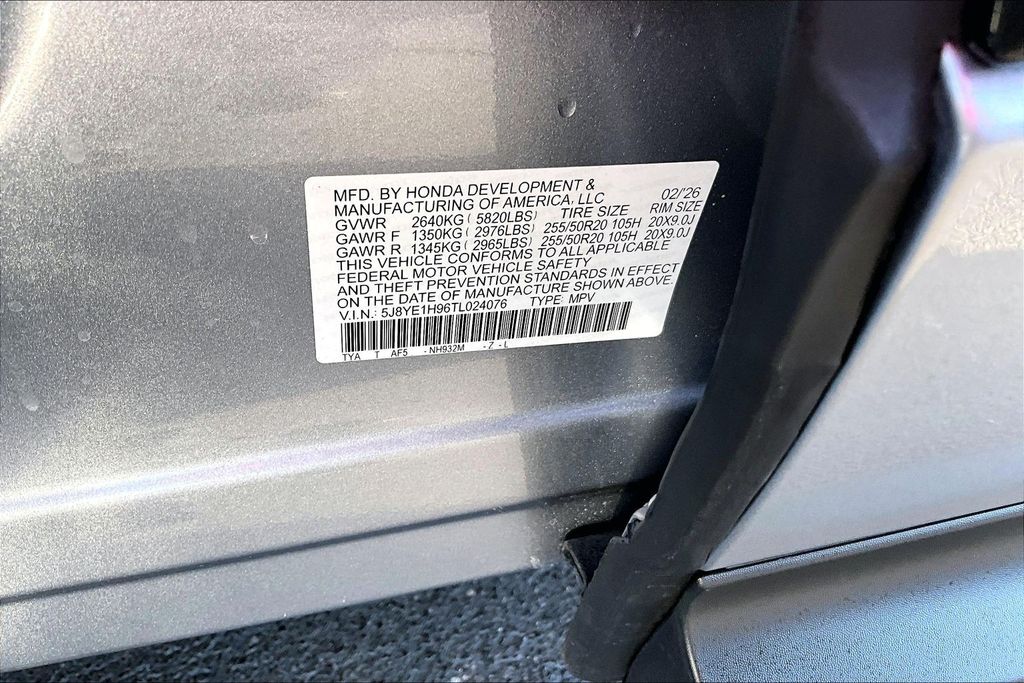 MFD. BY HONDA DEVELOPMENT & 02/'26
MANUFACTURING OF AMERICA, LLC
GVWR 2640KG ( 5820LBS) TIRE SIZE RIM SIZE
GAWR F 1350KG ( 2976LBS) 255/50R20 105H 20X9.0J
GAWR R 1345KG ( 2965LBS) 255/50R20 105H 20X9.0J
THIS VEHICLE CONFORMS TO ALL APPLICABLE
FEDERAL MOTOR VEHICLE SAFETY
AND THEFT PREVENTION STANDARDS IN EFFECT
ON THE DATE OF MANUFACTURE SHOWN ABOVE.
V.I.N.: 5J8YE1H96TL024076 TYPE: MPV
TYA T AF5 - NH932M - Z - L